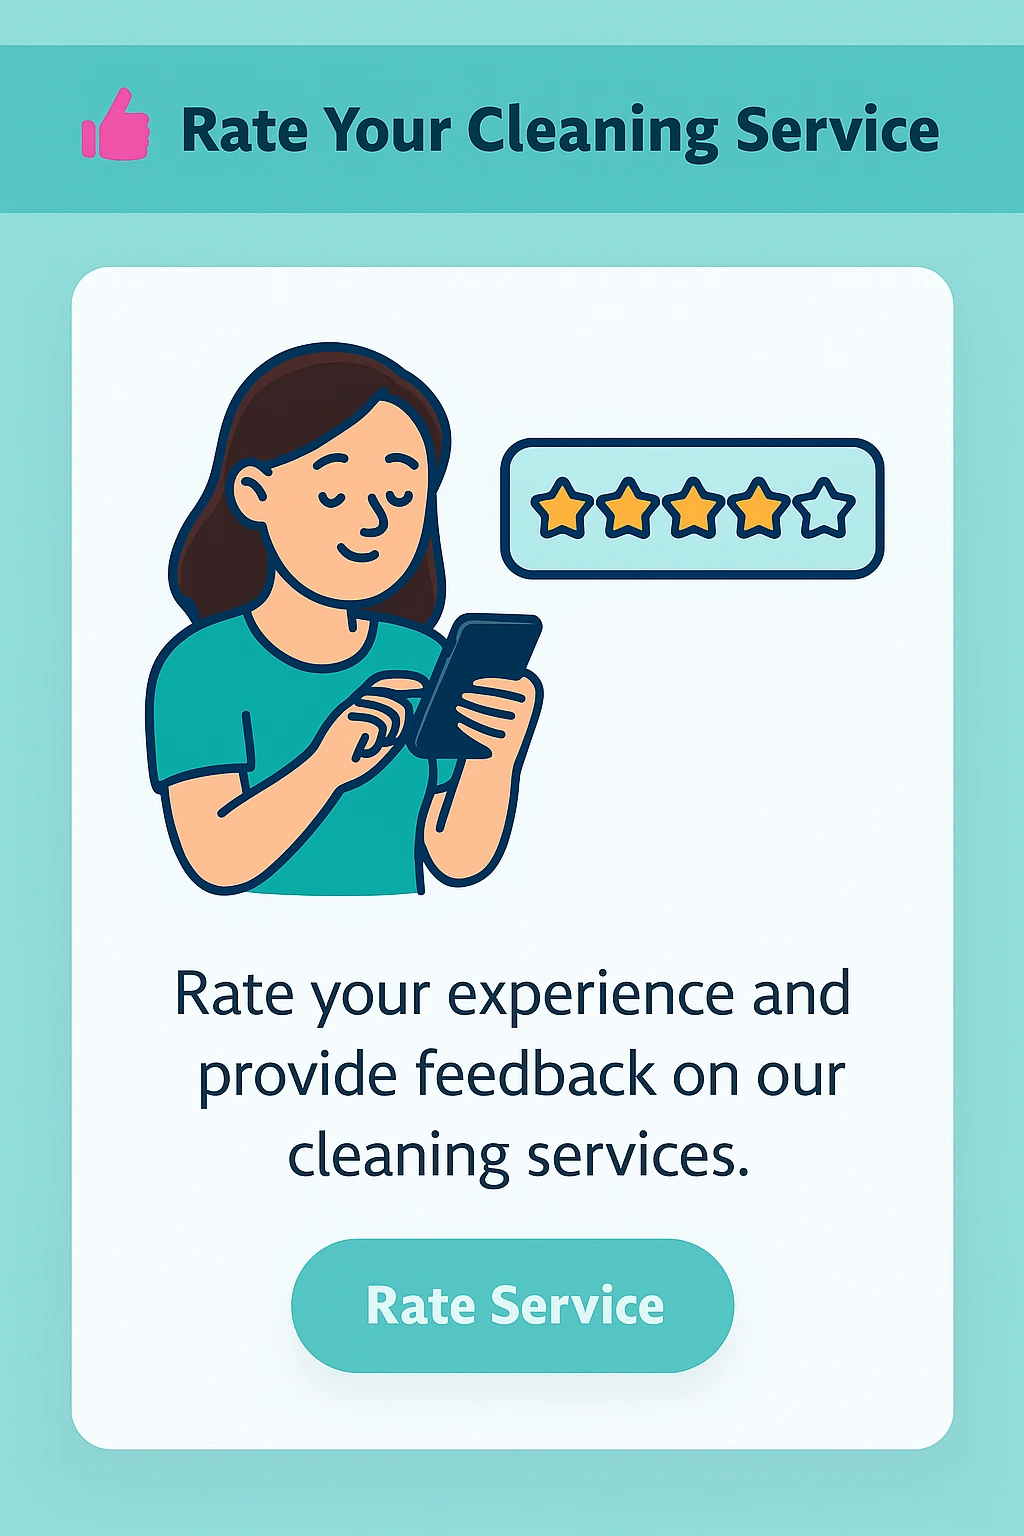 Rate Your Cleaning Service
Rate your experience and
provide feedback on our
cleaning services.
Rate Service